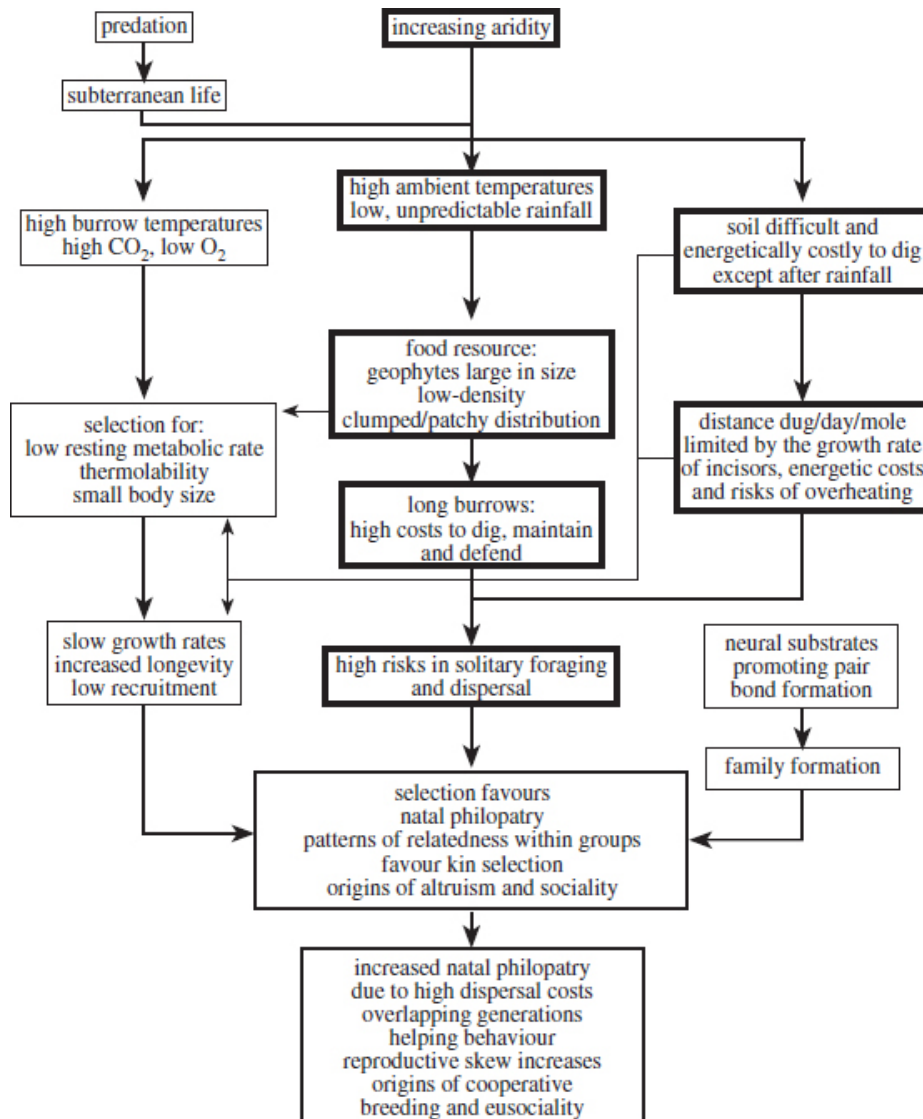 predation
increasing aridity
subterranean life
high ambient temperatures
low, unpredictable rainfall
high burrow temperatures
high CO₂, low O₂
soil difficult and
energetically costly to dig
except after rainfall
food resource:
geophytes large in size
low-density
clumped/patchy distribution
selection for:
low resting metabolic rate
thermolability
small body size
distance dug/day/mole
limited by the growth rate
of incisors, energetic costs
and risks of overheating
long burrows:
high costs to dig, maintain
and defend
slow growth rates
increased longevity
low recruitment
high risks in solitary foraging
and dispersal
neural substrates
promoting pair
bond formation
family formation
selection favours
natal philopatry
patterns of relatedness within groups
favour kin selection
origins of altruism and sociality
increased natal philopatry
due to high dispersal costs
overlapping generations
helping behaviour
reproductive skew increases
origins of cooperative
breeding and eusociality